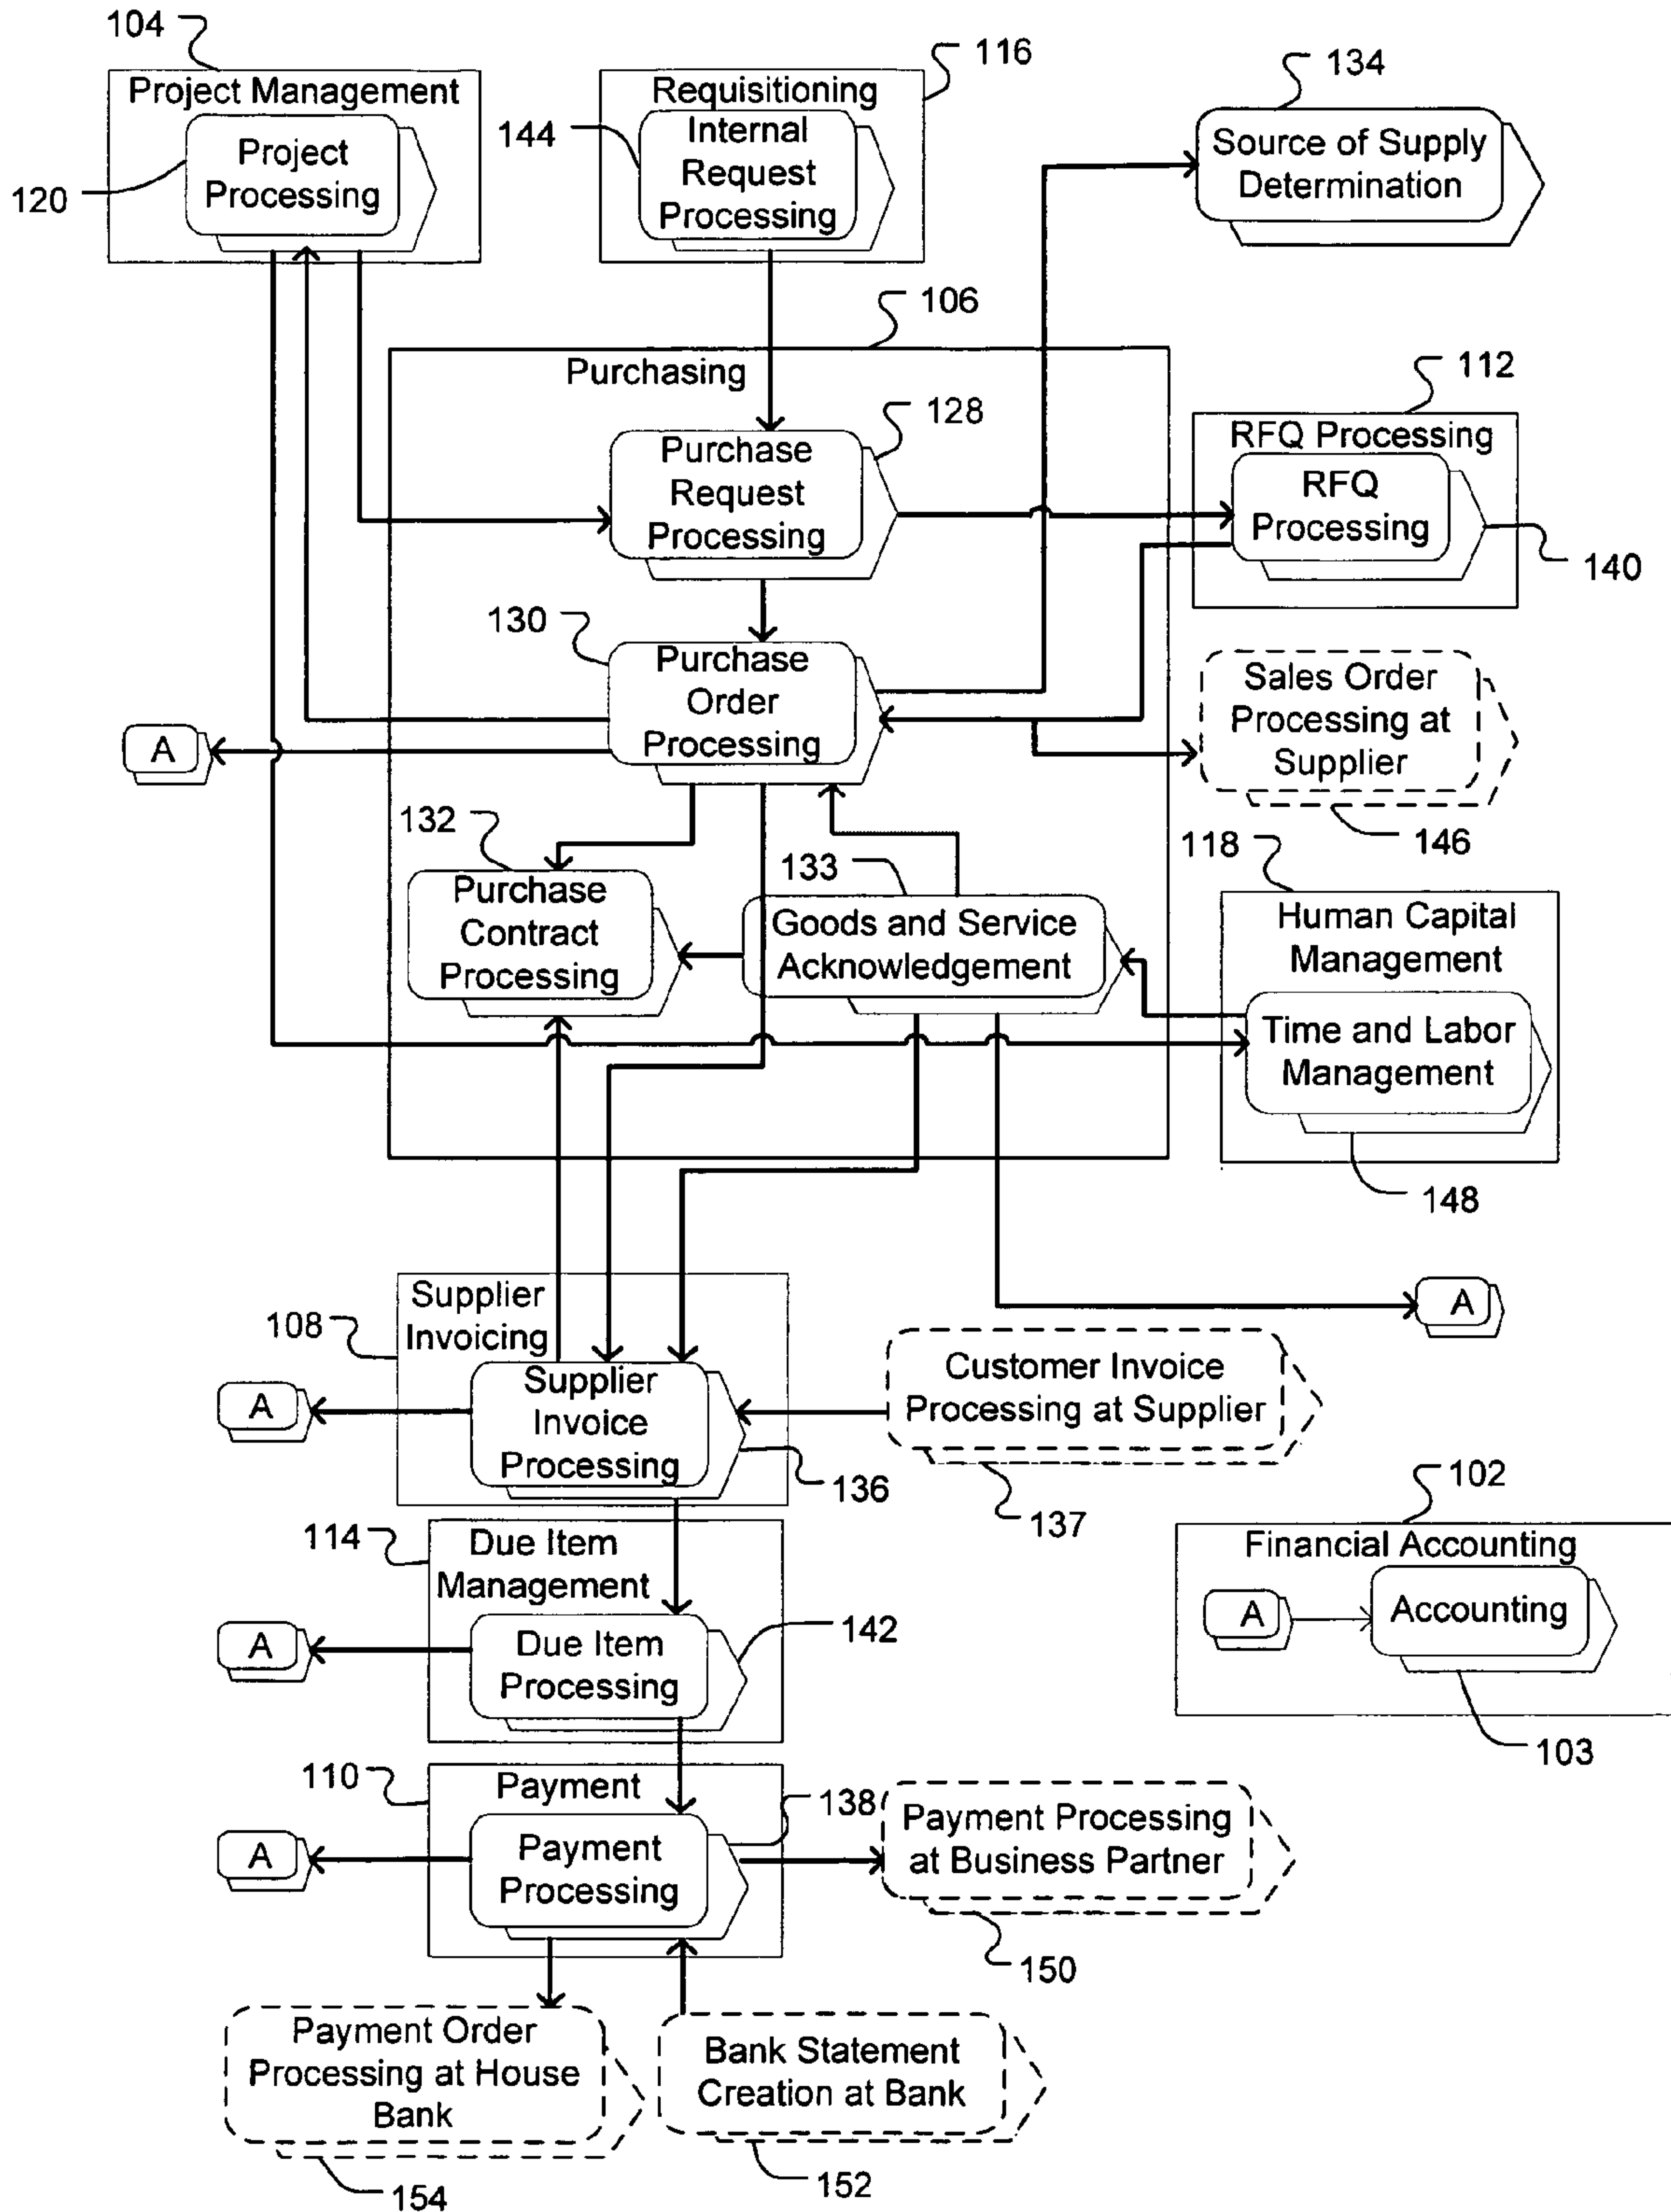 104
Project Management
Project
Processing
120
116
Requisitioning
Internal
Request
Processing
144
134
Source of Supply
Determination
106
Purchasing
128
Purchase
Request
Processing
112
RFQ Processing
RFQ
Processing
140
130
Purchase
Order
Processing
A
Sales Order
Processing at
Supplier
146
132
Purchase
Contract
Processing
133
Goods and Service
Acknowledgement
118
Human Capital
Management
Time and Labor
Management
148
A
108
Supplier
Invoicing
Supplier
Invoice
Processing
136
A
Customer Invoice
Processing at Supplier
137
102
Financial Accounting
A
Accounting
103
114
Due Item
Management
Due Item
Processing
142
A
110
Payment
Payment
Processing
138
A
Payment Processing
at Business Partner
150
Payment Order
Processing at House
Bank
154
Bank Statement
Creation at Bank
152